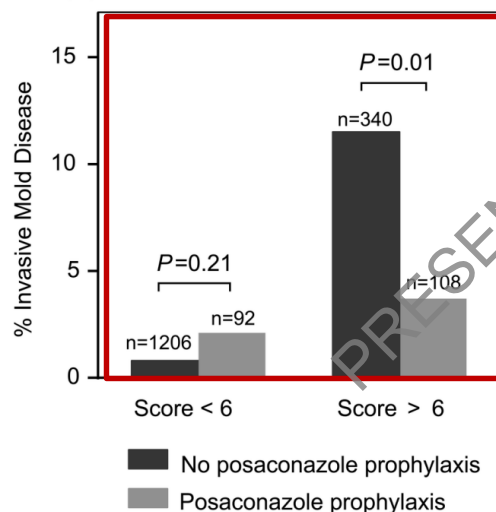 % Invasive Mold Disease
15
10
5
0
P=0.01
n=340
n=108
P=0.21
n=1206
n=92
PRESEN
Score < 6
Score > 6
No posaconazole prophylaxis
Posaconazole prophylaxis